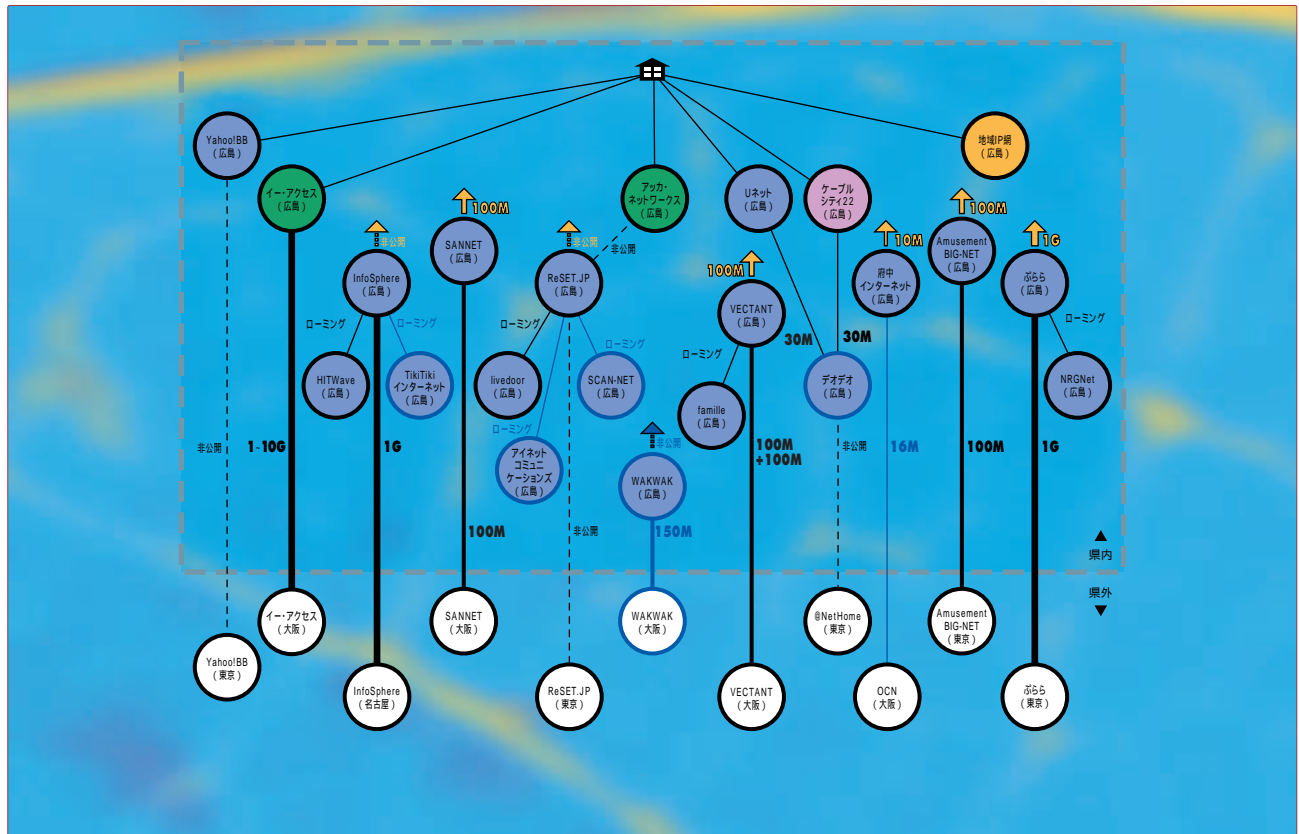 Yahoo!BB
(広島)
地域IP網
(広島)
イー・アクセス
(広島)
アッカ・
ネットワークス
(広島)
Uネット
(広島)
ケーブル
シティ22
(広島)
100M
非公開
SANNET
(広島)
非公開
非公開
10M
100M
Amusement
BIG-NET
(広島)
1G
InfoSphere
(広島)
ReSET.JP
(広島)
100M
VECTANT
(広島)
府中
インターネット
(広島)
ぷらら
(広島)
ローミング
ローミング
ローミング
ローミング
30M
30M
ローミング
ローミング
HITWave
(広島)
TikiTiki
インターネット
(広島)
livedoor
(広島)
SCAN-NET
(広島)
famille
(広島)
デオデオ
(広島)
NRGNet
(広島)
ローミング
アイネット
コミュニ
ケーションズ
(広島)
非公開
WAKWAK
(広島)
非公開
1~10G
1G
100M
+100M
非公開
16M
100M
1G
100M
非公開
150M
▲
県内
県外
▼
イー・アクセス
(大阪)
SANNET
(大阪)
WAKWAK
(大阪)
@NetHome
(東京)
Amusement
BIG-NET
(東京)
Yahoo!BB
(東京)
InfoSphere
(名古屋)
ReSET.JP
(東京)
VECTANT
(大阪)
OCN
(大阪)
ぷらら
(東京)